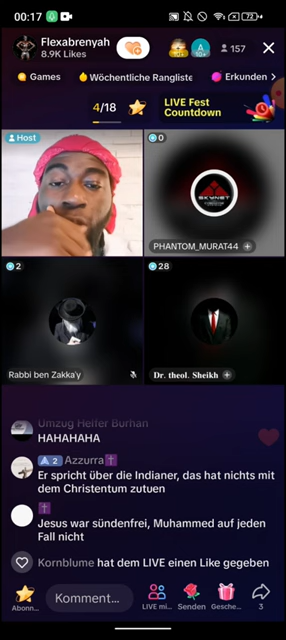 00:17
72
Flexabrenyah
8.9K Likes
10+
157
Games
Wöchentliche Rangliste
Erkunden
4/18
LIVE Fest
Countdown
Host
0
SKYNET
PHANTOM_MURAT44
2
28
Rabbi ben Zakka'y
Dr. theol. Sheikh
Umzug Helfer Burhan
HAHAHAHA
2 Azzurra
Er spricht über die Indianer, das hat nichts mit
dem Christentum zutuen
Jesus war sündenfrei, Muhammed auf jeden
Fall nicht
Kornblume hat dem LIVE einen Like gegeben
Abonn...
Komment...
LIVE mi...
Senden
Gesche...
3